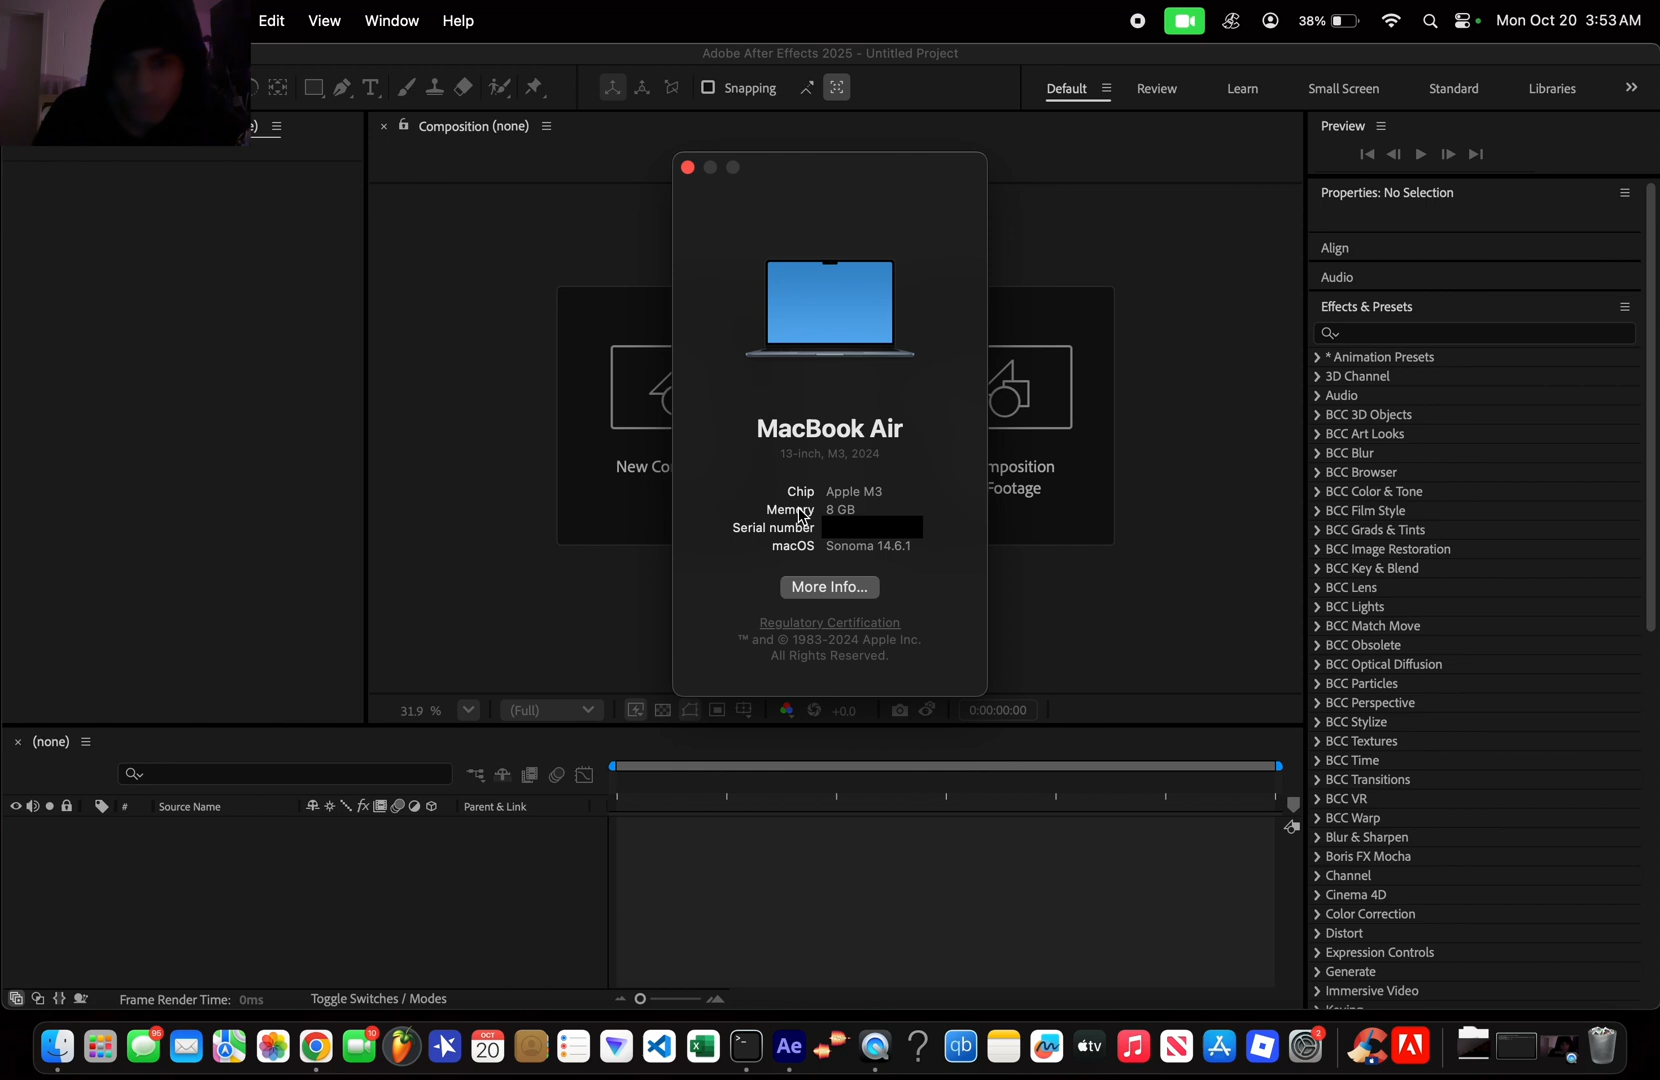 Edit View Window Help
38% Mon Oct 20 3:53 AM
Adobe After Effects 2025 - Untitled Project
Snapping
Default Review Learn Small Screen Standard Libraries
Composition (none)
Preview
Properties: No Selection
Align
Audio
Effects & Presets
* Animation Presets
3D Channel
Audio
BCC 3D Objects
BCC Art Looks
BCC Blur
BCC Browser
BCC Color & Tone
BCC Film Style
BCC Grads & Tints
BCC Image Restoration
BCC Key & Blend
BCC Lens
BCC Lights
BCC Match Move
BCC Obsolete
BCC Optical Diffusion
BCC Particles
BCC Perspective
BCC Stylize
BCC Textures
BCC Time
BCC Transitions
BCC VR
BCC Warp
Blur & Sharpen
Boris FX Mocha
Channel
Cinema 4D
Color Correction
Distort
Expression Controls
Generate
Immersive Video
MacBook Air
13-inch, M3, 2024
Chip Apple M3
Memory 8 GB
Serial number
macOS Sonoma 14.6.1
More Info...
Regulatory Certification
™ and © 1983-2024 Apple Inc.
All Rights Reserved.
New Co
mposition
Footage
31.9 % (Full) +0.0 0:00:00:00
(none)
# Source Name fx Parent & Link
Frame Render Time: 0ms Toggle Switches / Modes
95
10
OCT
20
Ae
qb
tv
2